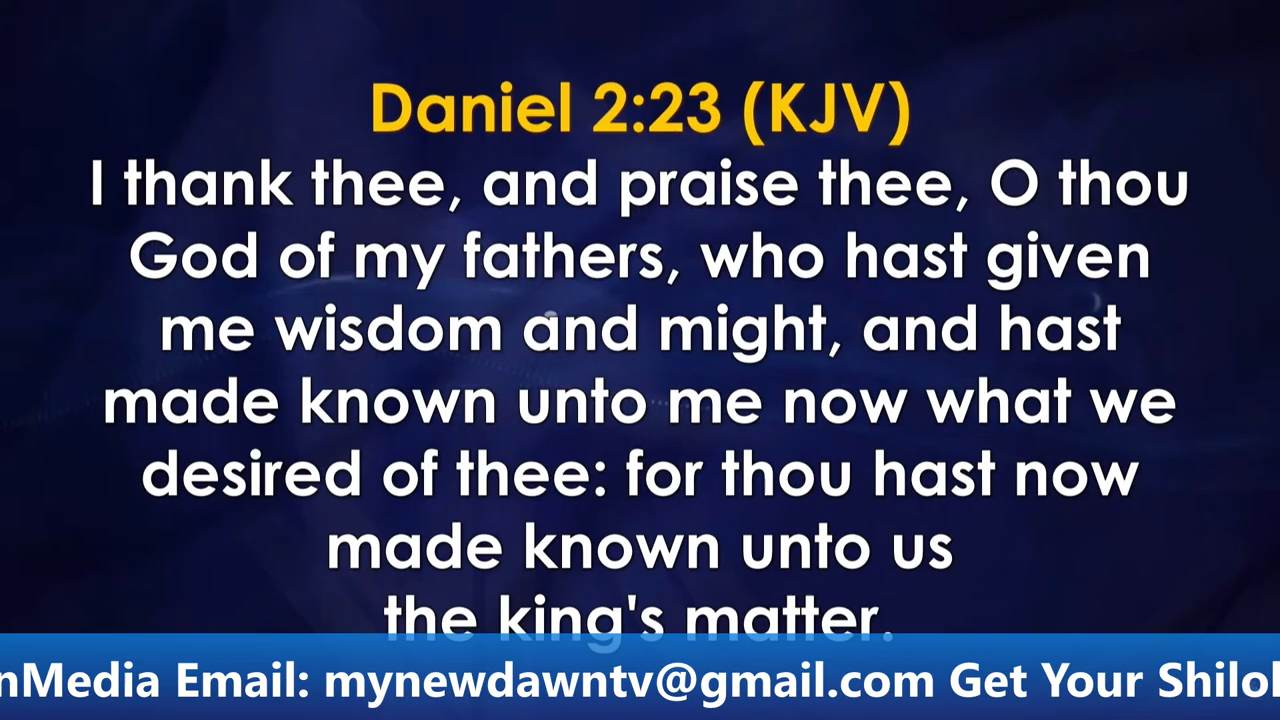 Daniel 2:23 (KJV)
I thank thee, and praise thee, O thou
God of my fathers, who hast given
me wisdom and might, and hast
made known unto me now what we
desired of thee: for thou hast now
made known unto us
the king's matter.
nMedia Email: mynewdawntv@gmail.com Get Your Shilo